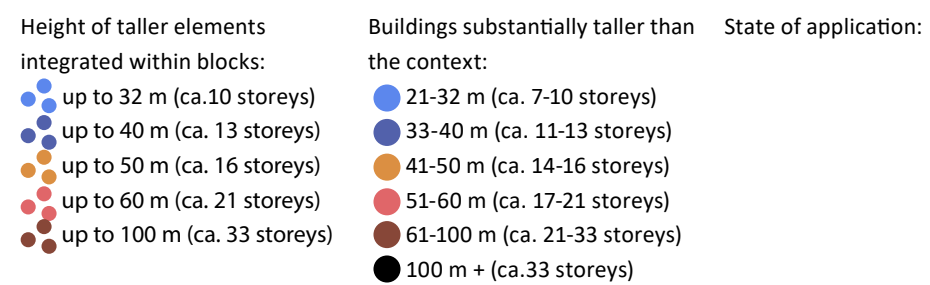 Height of taller elements
integrated within blocks:
up to 32 m (ca.10 storeys)
up to 40 m (ca. 13 storeys)
up to 50 m (ca. 16 storeys)
up to 60 m (ca. 21 storeys)
up to 100 m (ca. 33 storeys)
Buildings substantially taller than
the context:
21-32 m (ca. 7-10 storeys)
33-40 m (ca. 11-13 storeys)
41-50 m (ca. 14-16 storeys)
51-60 m (ca. 17-21 storeys)
61-100 m (ca. 21-33 storeys)
100 m + (ca.33 storeys)
State of application: